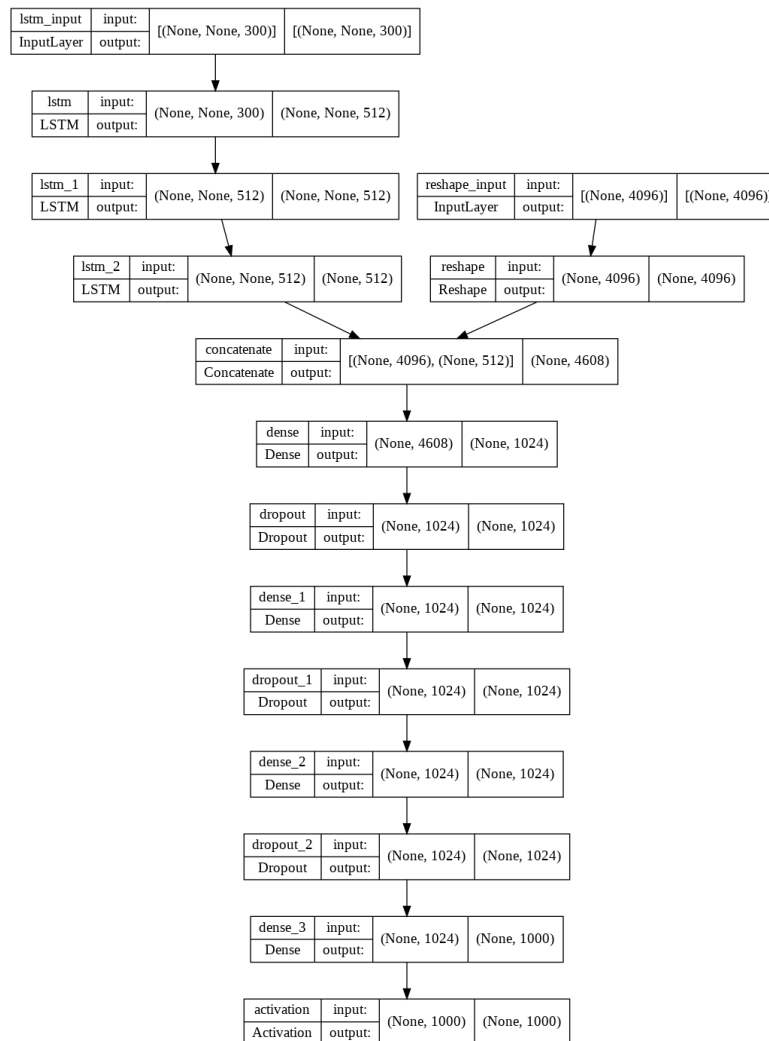 lstm_input input: [(None, None, 300)] [(None, None, 300)]
InputLayer output:
lstm input: (None, None, 300) (None, None, 512)
LSTM output:
lstm_1 input: (None, None, 512) (None, None, 512)
LSTM output:
reshape_input input: [(None, 4096)] [(None, 4096)]
InputLayer output:
lstm_2 input: (None, None, 512) (None, 512)
LSTM output:
reshape input: (None, 4096) (None, 4096)
Reshape output:
concatenate input: [(None, 4096), (None, 512)] (None, 4608)
Concatenate output:
dense input: (None, 4608) (None, 1024)
Dense output:
dropout input: (None, 1024) (None, 1024)
Dropout output:
dense_1 input: (None, 1024) (None, 1024)
Dense output:
dropout_1 input: (None, 1024) (None, 1024)
Dropout output:
dense_2 input: (None, 1024) (None, 1024)
Dense output:
dropout_2 input: (None, 1024) (None, 1024)
Dropout output:
dense_3 input: (None, 1024) (None, 1000)
Dense output:
activation input: (None, 1000) (None, 1000)
Activation output: